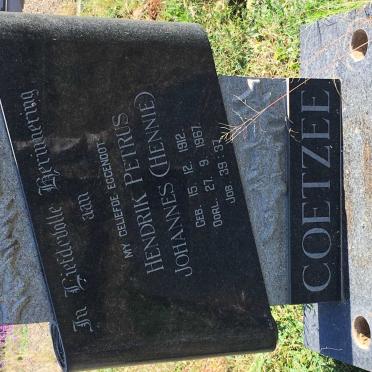 In Liefdevolle Herinnering
aan
MY GELIEFDE EGGENOOT
HENDRIK PETRUS
JOHANNES (HENNIE)
GEB. 15. 12. 1912
OORL. 27. 9. 1967
JOB 39:33
COETZEE